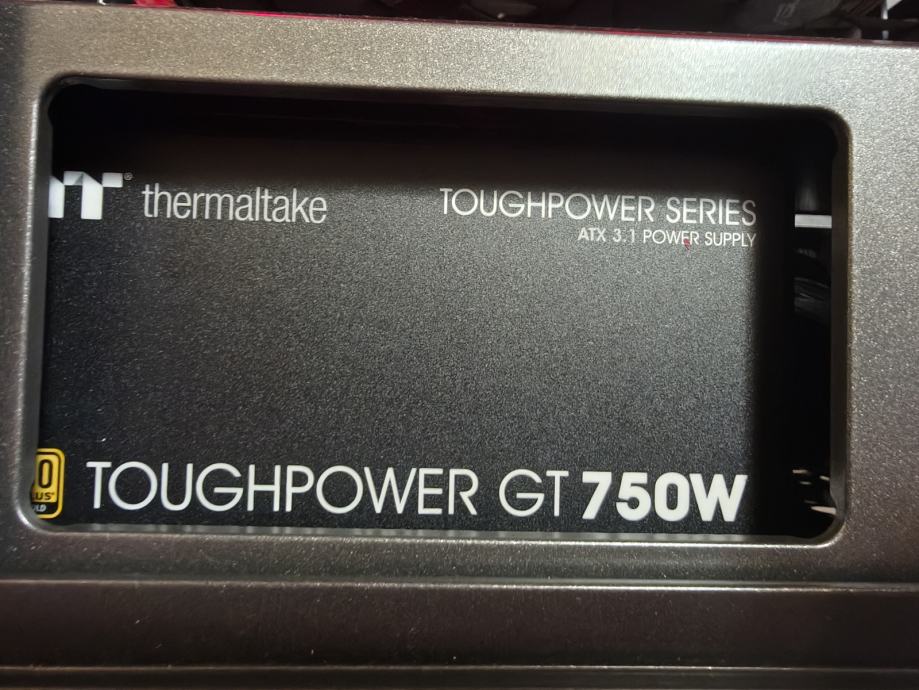 thermaltake
TOUGHPOWER SERIES
ATX 3.1 POWER SUPPLY
TOUGHPOWER GT 750W